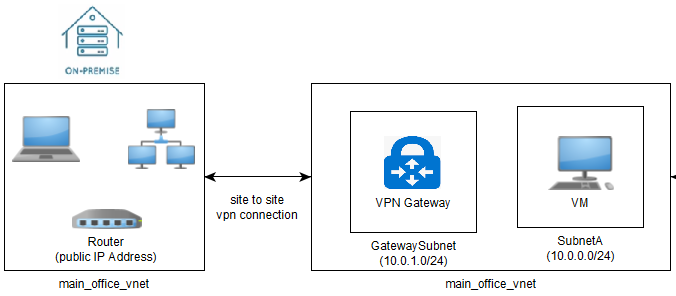 ON-PREMISE
Router
(public IP Address)
main_office_vnet
site to site
vpn connection
VPN Gateway
GatewaySubnet
(10.0.1.0/24)
VM
SubnetA
(10.0.0.0/24)
main_office_vnet